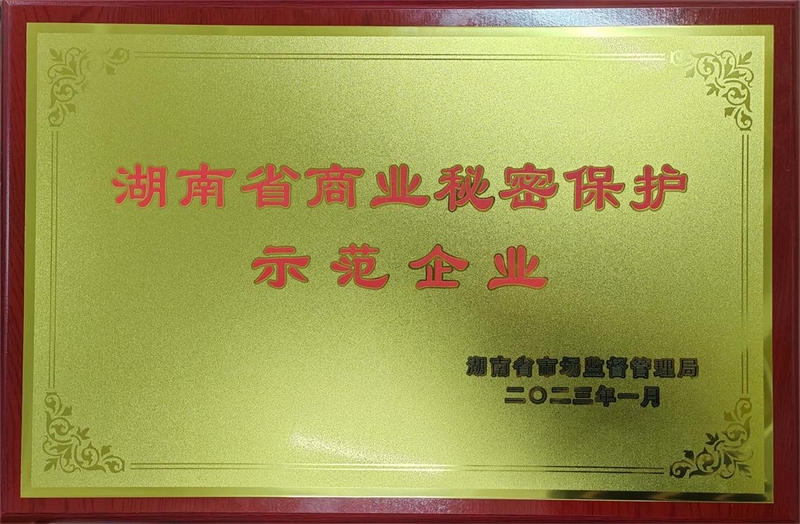 湖南省商业秘密保护
示范企业
湖南省市场监督管理局
二〇二三年一月